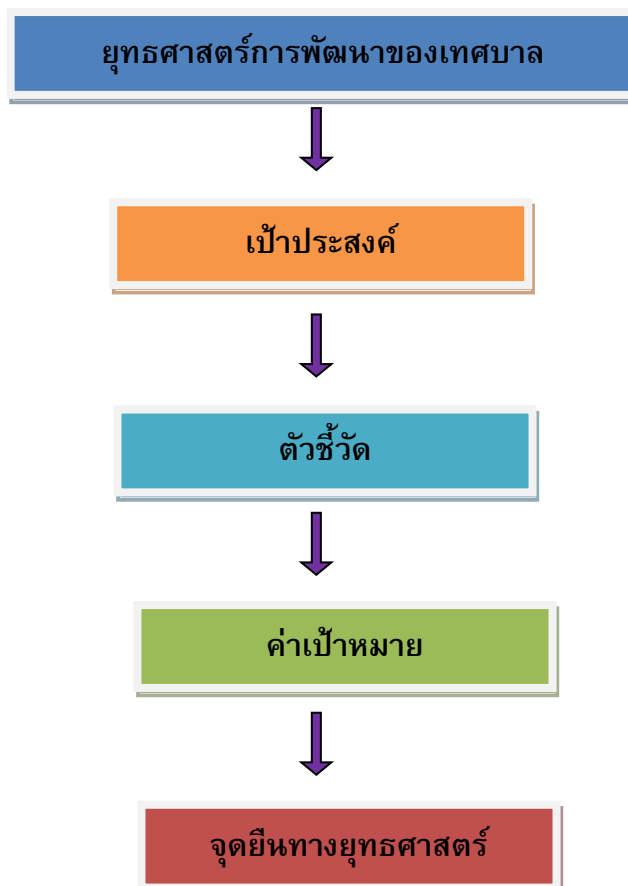 ยุทธศาสตร์การพัฒนาของเทศบาล
เป้าประสงค์
ตัวชี้วัด
ค่าเป้าหมาย
จุดยืนทางยุทธศาสตร์